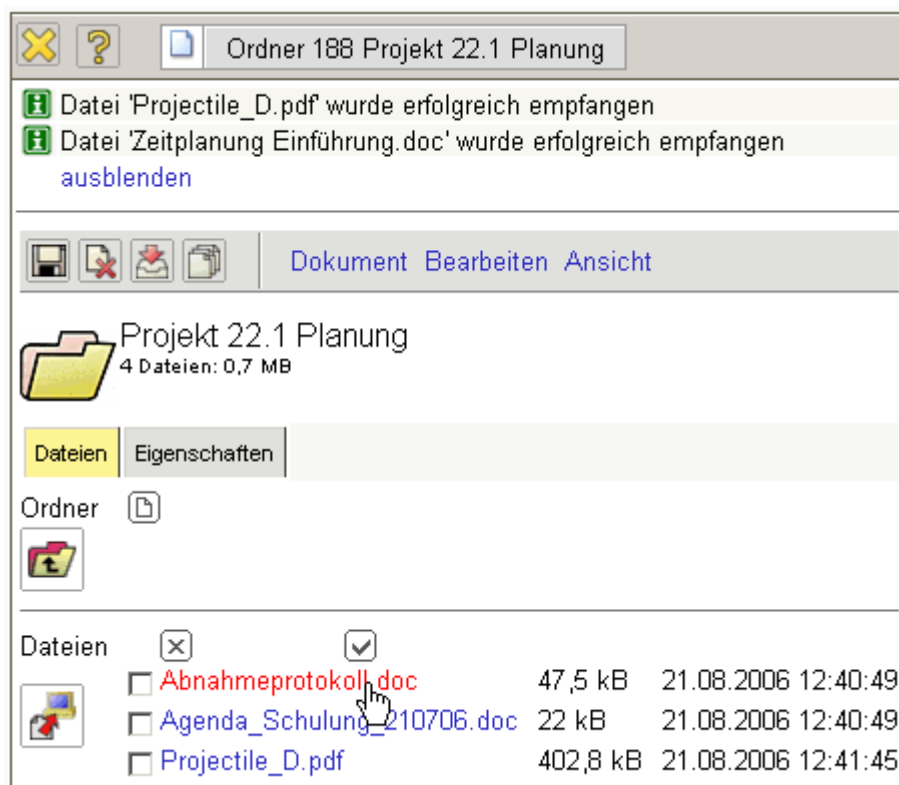 Ordner 188 Projekt 22.1 Planung
Datei 'Projectile_D.pdf' wurde erfolgreich empfangen
Datei 'Zeitplanung Einführung.doc' wurde erfolgreich empfangen
ausblenden
Dokument Bearbeiten Ansicht
Projekt 22.1 Planung
4 Dateien: 0,7 MB
Dateien Eigenschaften
Ordner
Dateien
Abnahmeprotokoll.doc 47,5 kB 21.08.2006 12:40:49
Agenda_Schulung_210706.doc 22 kB 21.08.2006 12:40:49
Projectile_D.pdf 402,8 kB 21.08.2006 12:41:45